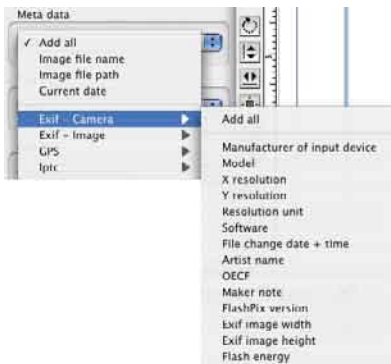 Meta data
✓ Add all
Image file name
Image file path
Current date
Exif - Camera
Exif - Image
GPS
Iptc
Add all
Manufacturer of input device
Model
X resolution
Y resolution
Resolution unit
Software
File change date + time
Artist name
OECF
Maker note
FlashPix version
Exif image width
Exif image height
Flash energy